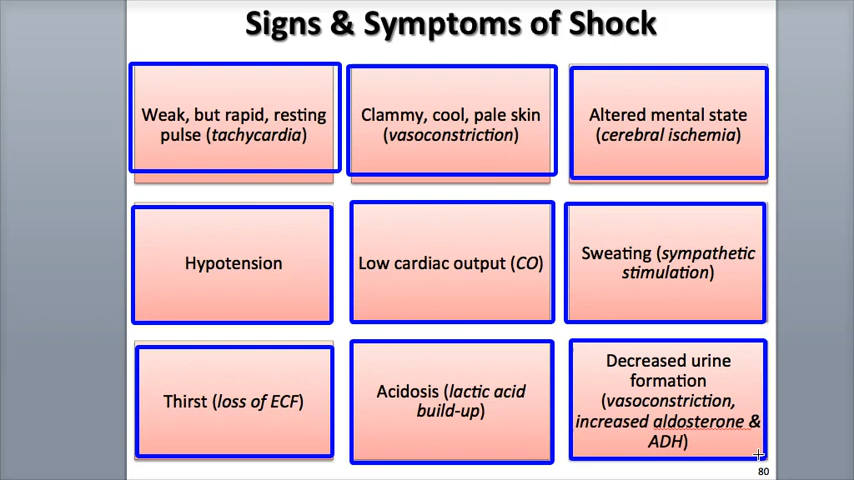 Signs & Symptoms of Shock
Weak, but rapid, resting
pulse (tachycardia)
Clammy, cool, pale skin
(vasoconstriction)
Altered mental state
(cerebral ischemia)
Hypotension
Low cardiac output (CO)
Sweating (sympathetic
stimulation)
Thirst (loss of ECF)
Acidosis (lactic acid
build-up)
Decreased urine
formation
(vasoconstriction,
increased aldosterone &
ADH)
80